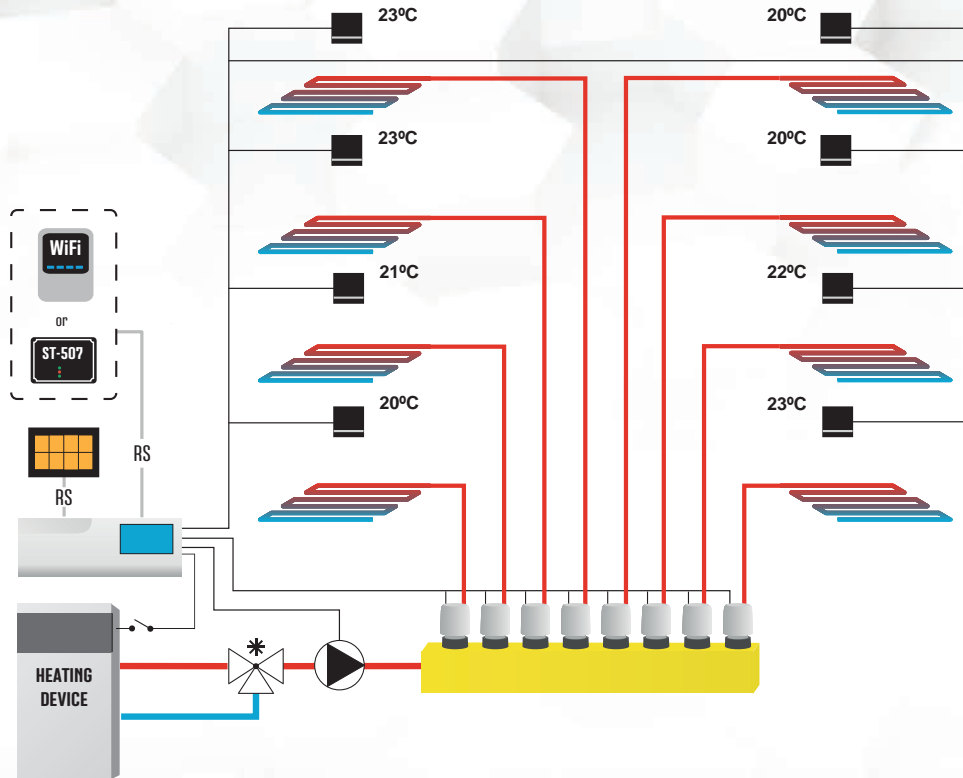 23ºC
20ºC
23ºC
20ºC
WiFi
21ºC
22ºC
or
ST-507
20ºC
23ºC
RS
RS
HEATING
DEVICE